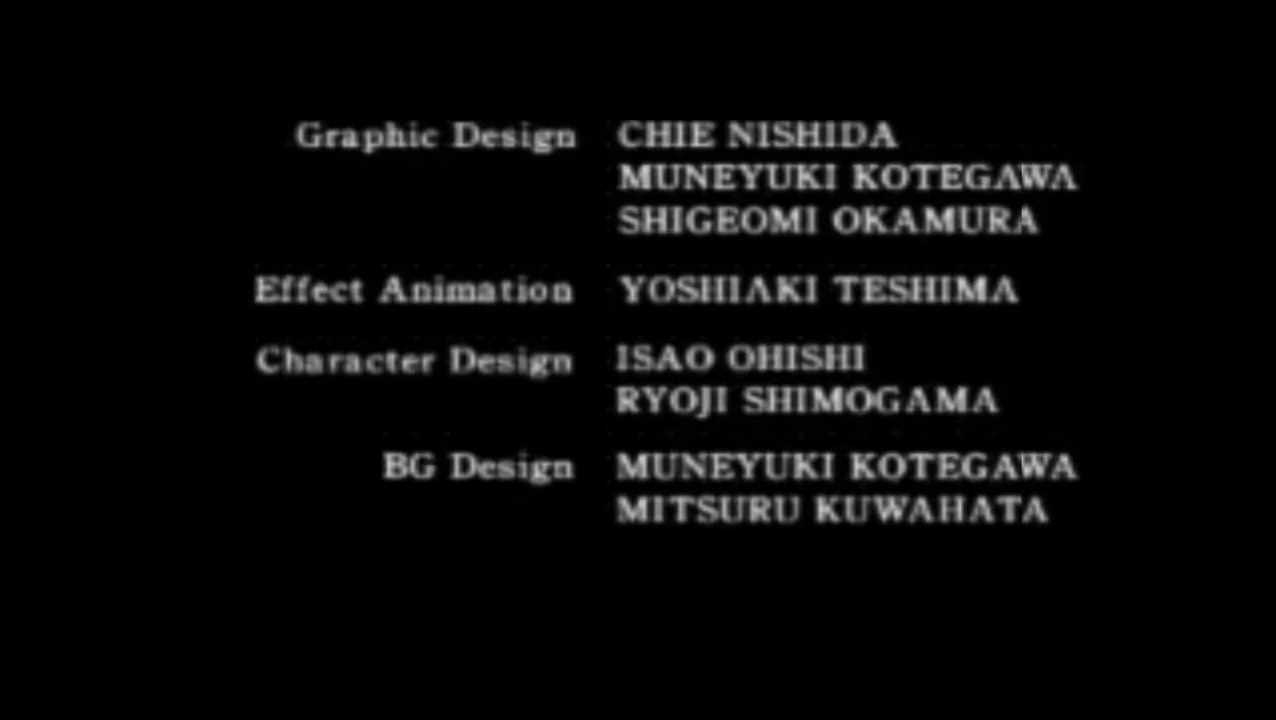 Graphic Design CHIE NISHIDA
MUNEYUKI KOTEGAWA
SHIGEOMI OKAMURA
Effect Animation YOSHIAKI TESHIMA
Character Design ISAO OHISHI
RYOJI SHIMOGAMA
BG Design MUNEYUKI KOTEGAWA
MITSURU KUWAHATA